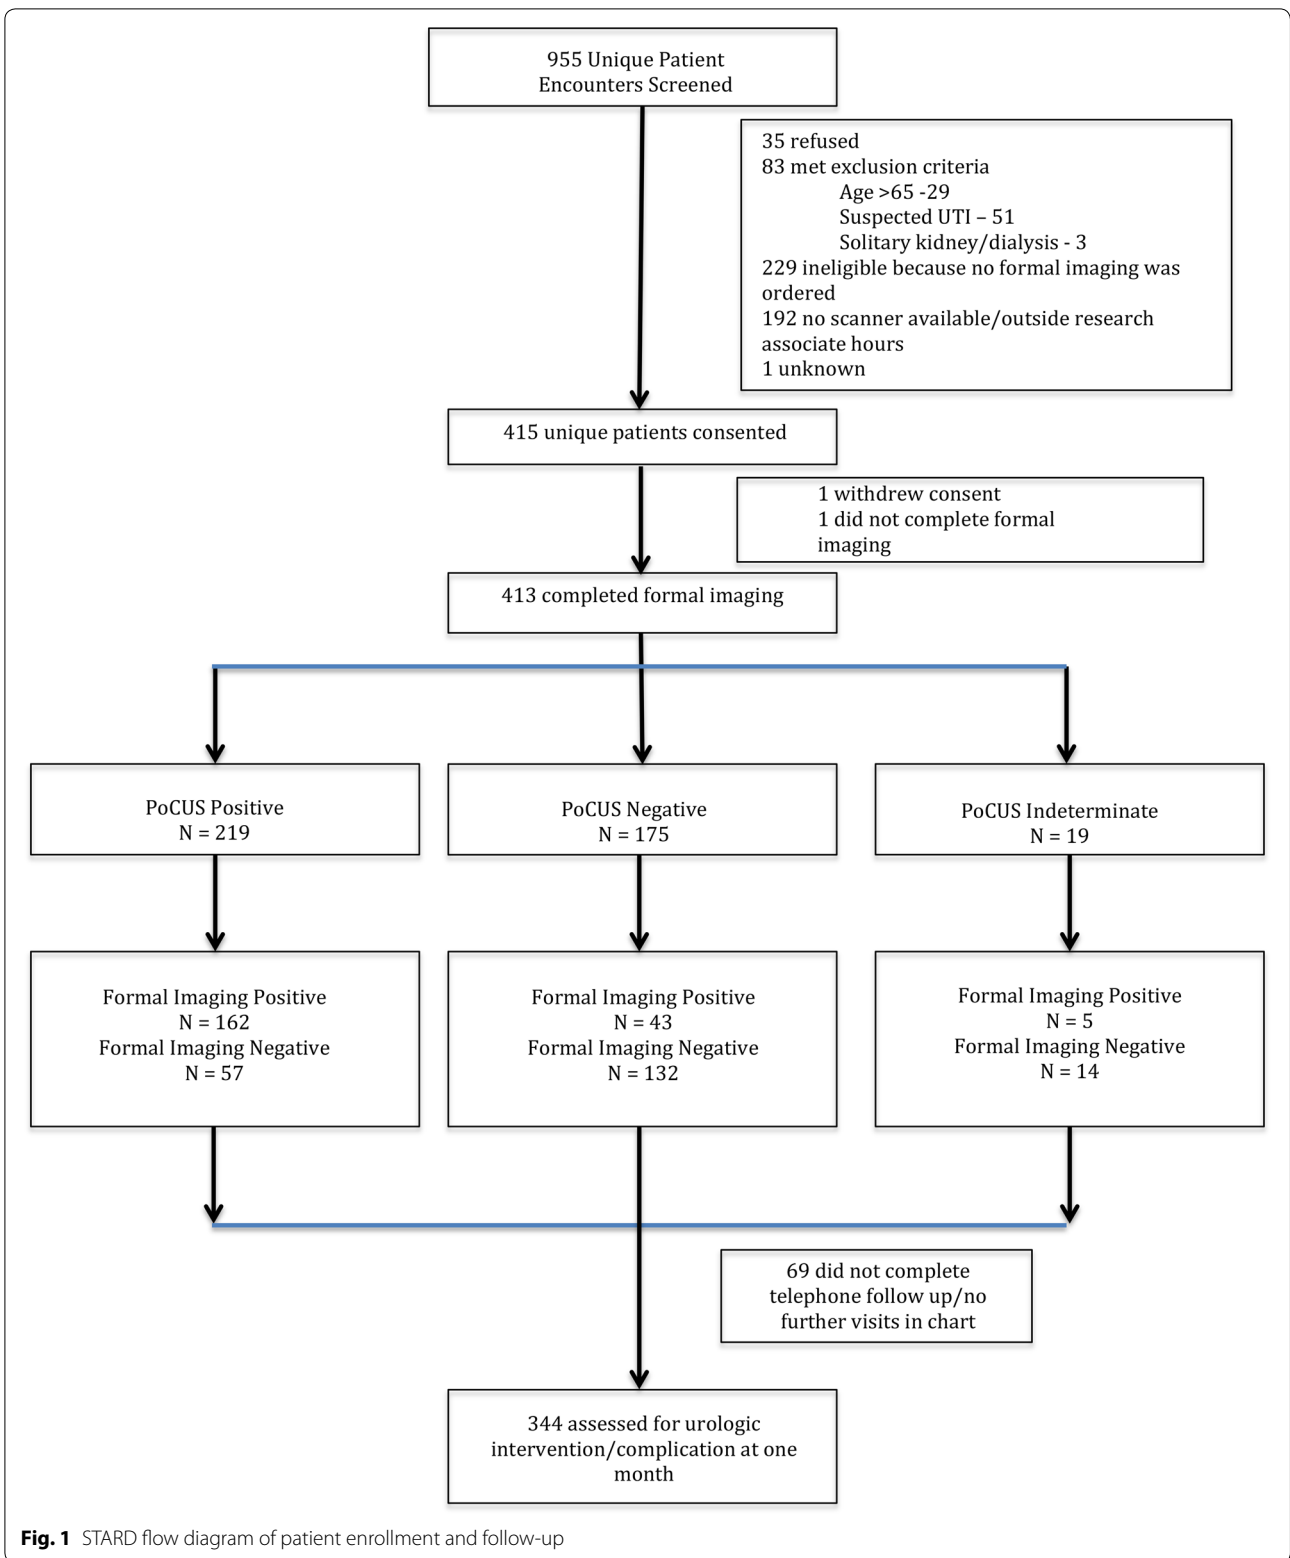 955 Unique Patient
Encounters Screened
35 refused
83 met exclusion criteria
Age >65 -29
Suspected UTI – 51
Solitary kidney/dialysis - 3
229 ineligible because no formal imaging was
ordered
192 no scanner available/outside research
associate hours
1 unknown
415 unique patients consented
1 withdrew consent
1 did not complete formal
imaging
413 completed formal imaging
PoCUS Positive
N = 219
PoCUS Negative
N = 175
PoCUS Indeterminate
N = 19
Formal Imaging Positive
N = 162
Formal Imaging Negative
N = 57
Formal Imaging Positive
N = 43
Formal Imaging Negative
N = 132
Formal Imaging Positive
N = 5
Formal Imaging Negative
N = 14
69 did not complete
telephone follow up/no
further visits in chart
344 assessed for urologic
intervention/complication at one
month
Fig. 1 STARD flow diagram of patient enrollment and follow-up